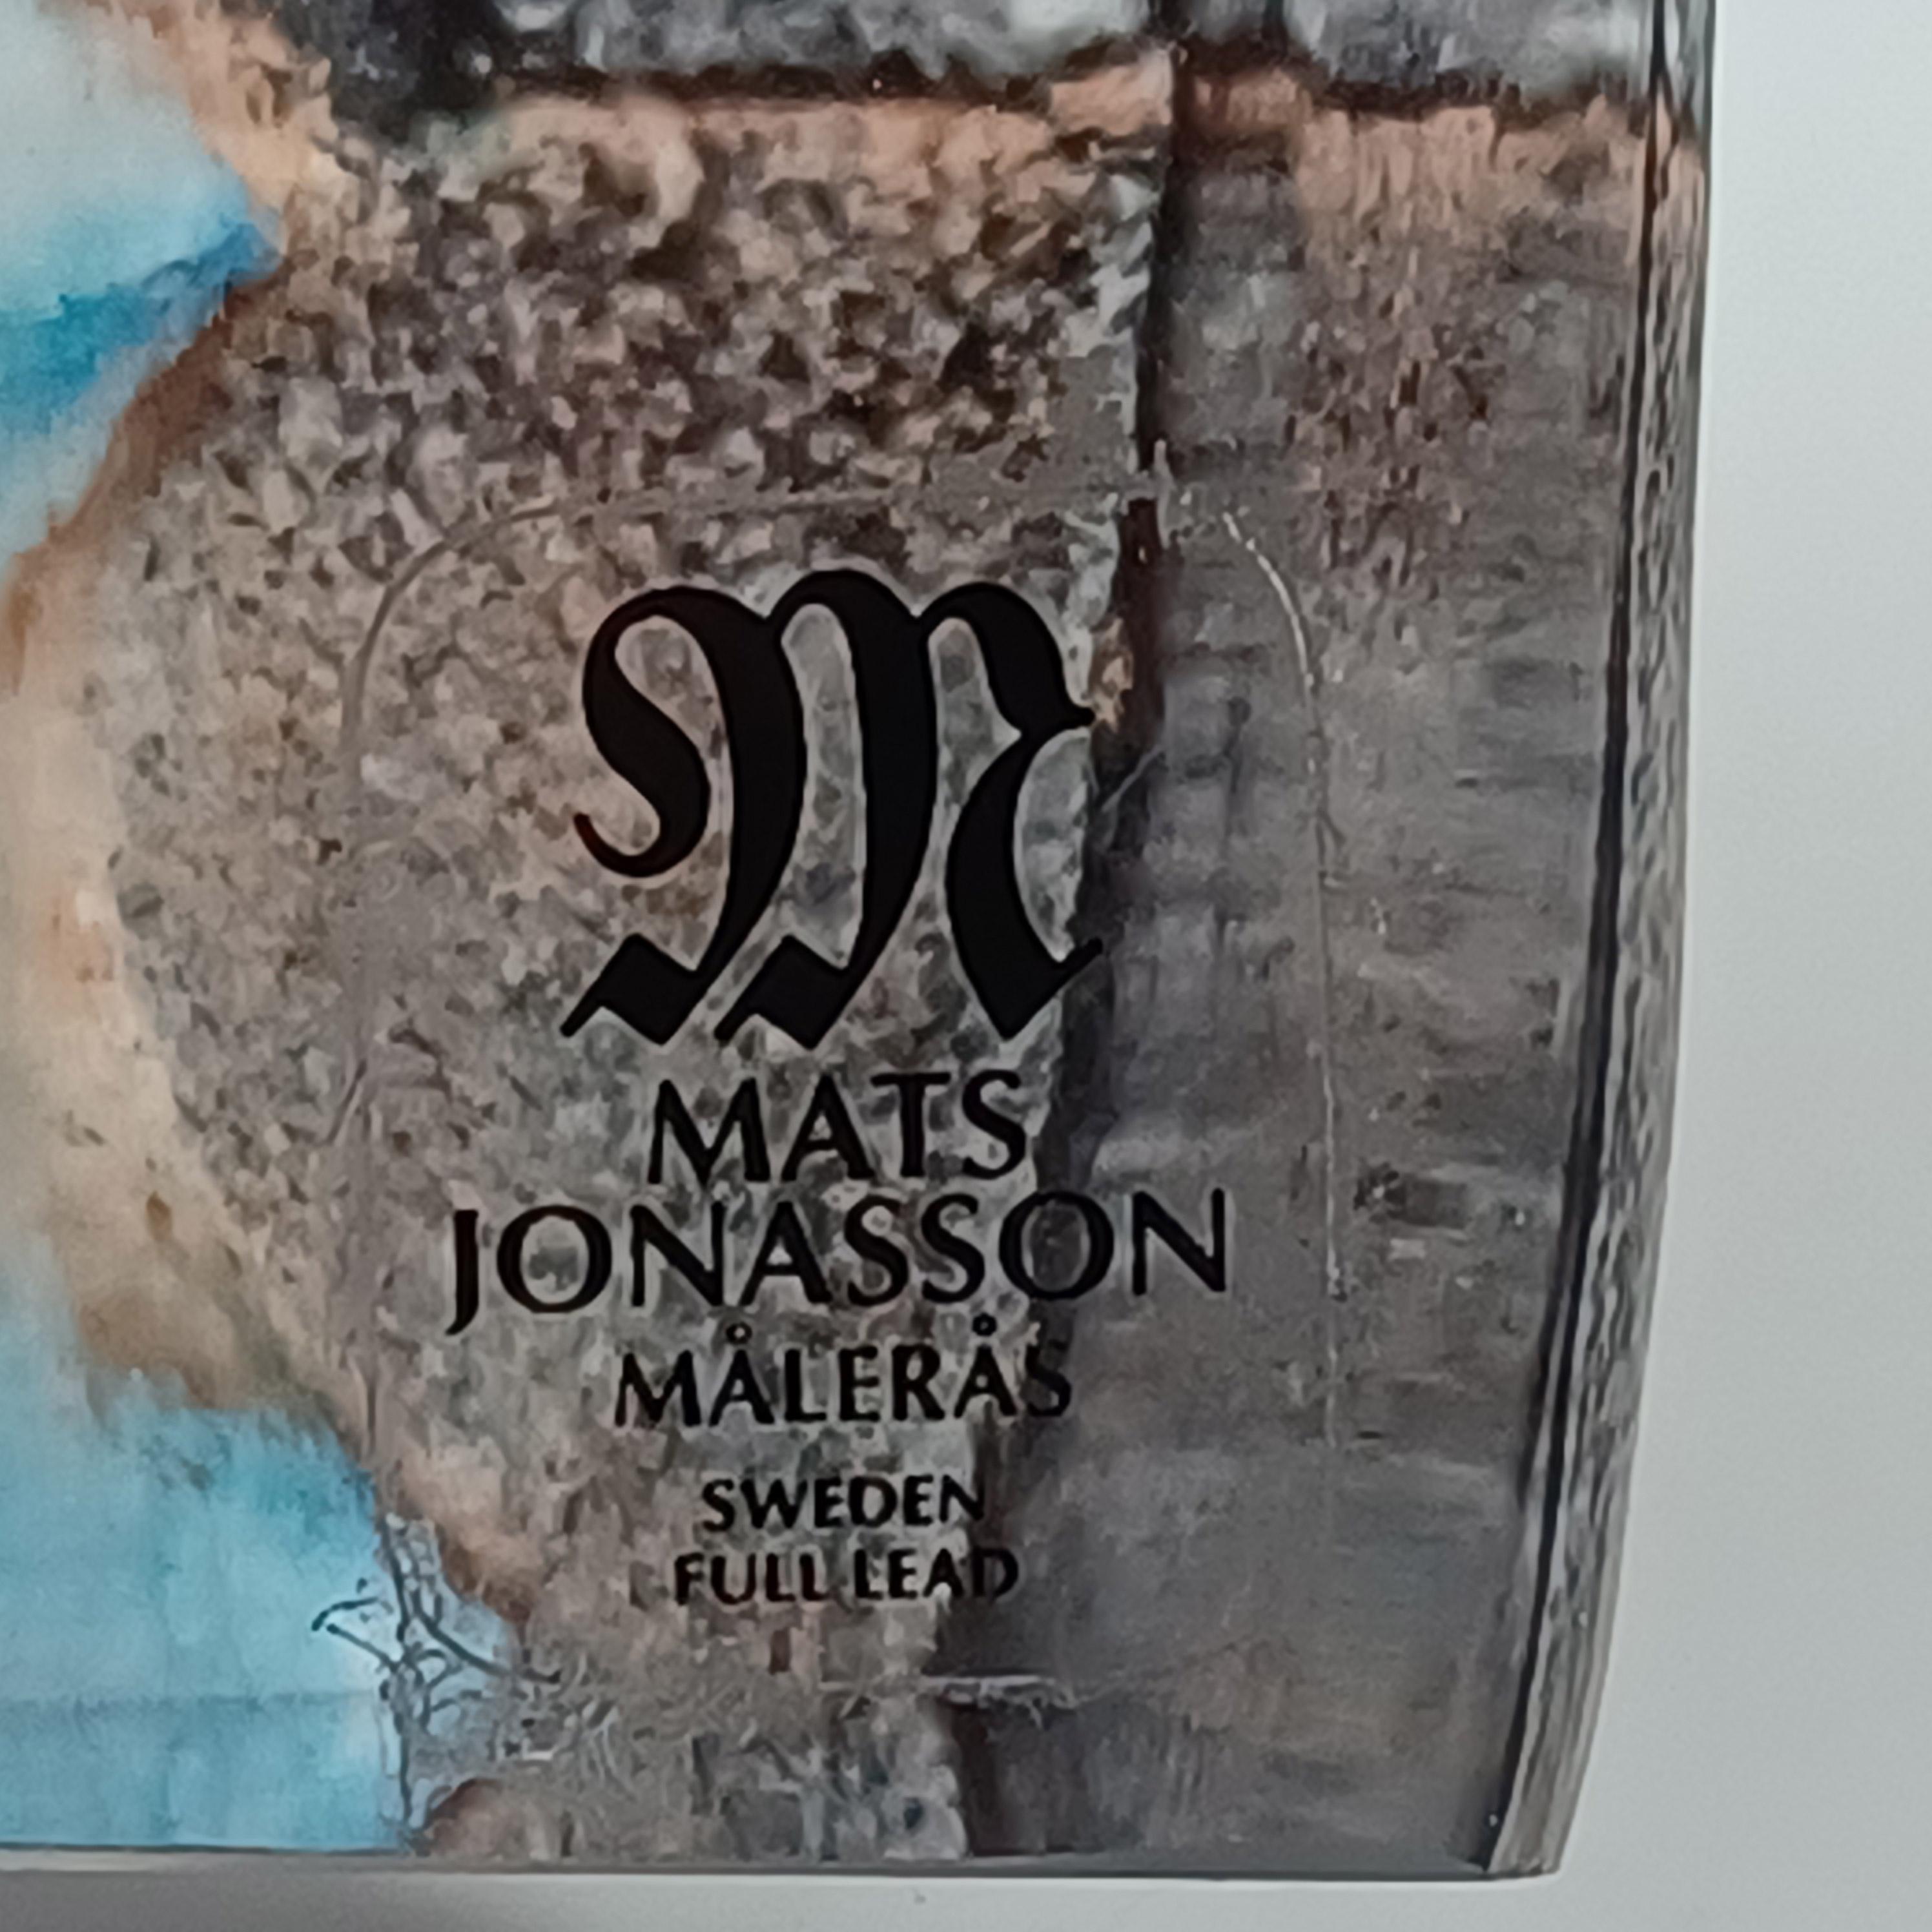 M
MATS
JONASSON
MÅLERÅS
SWEDEN
FULL LEAD